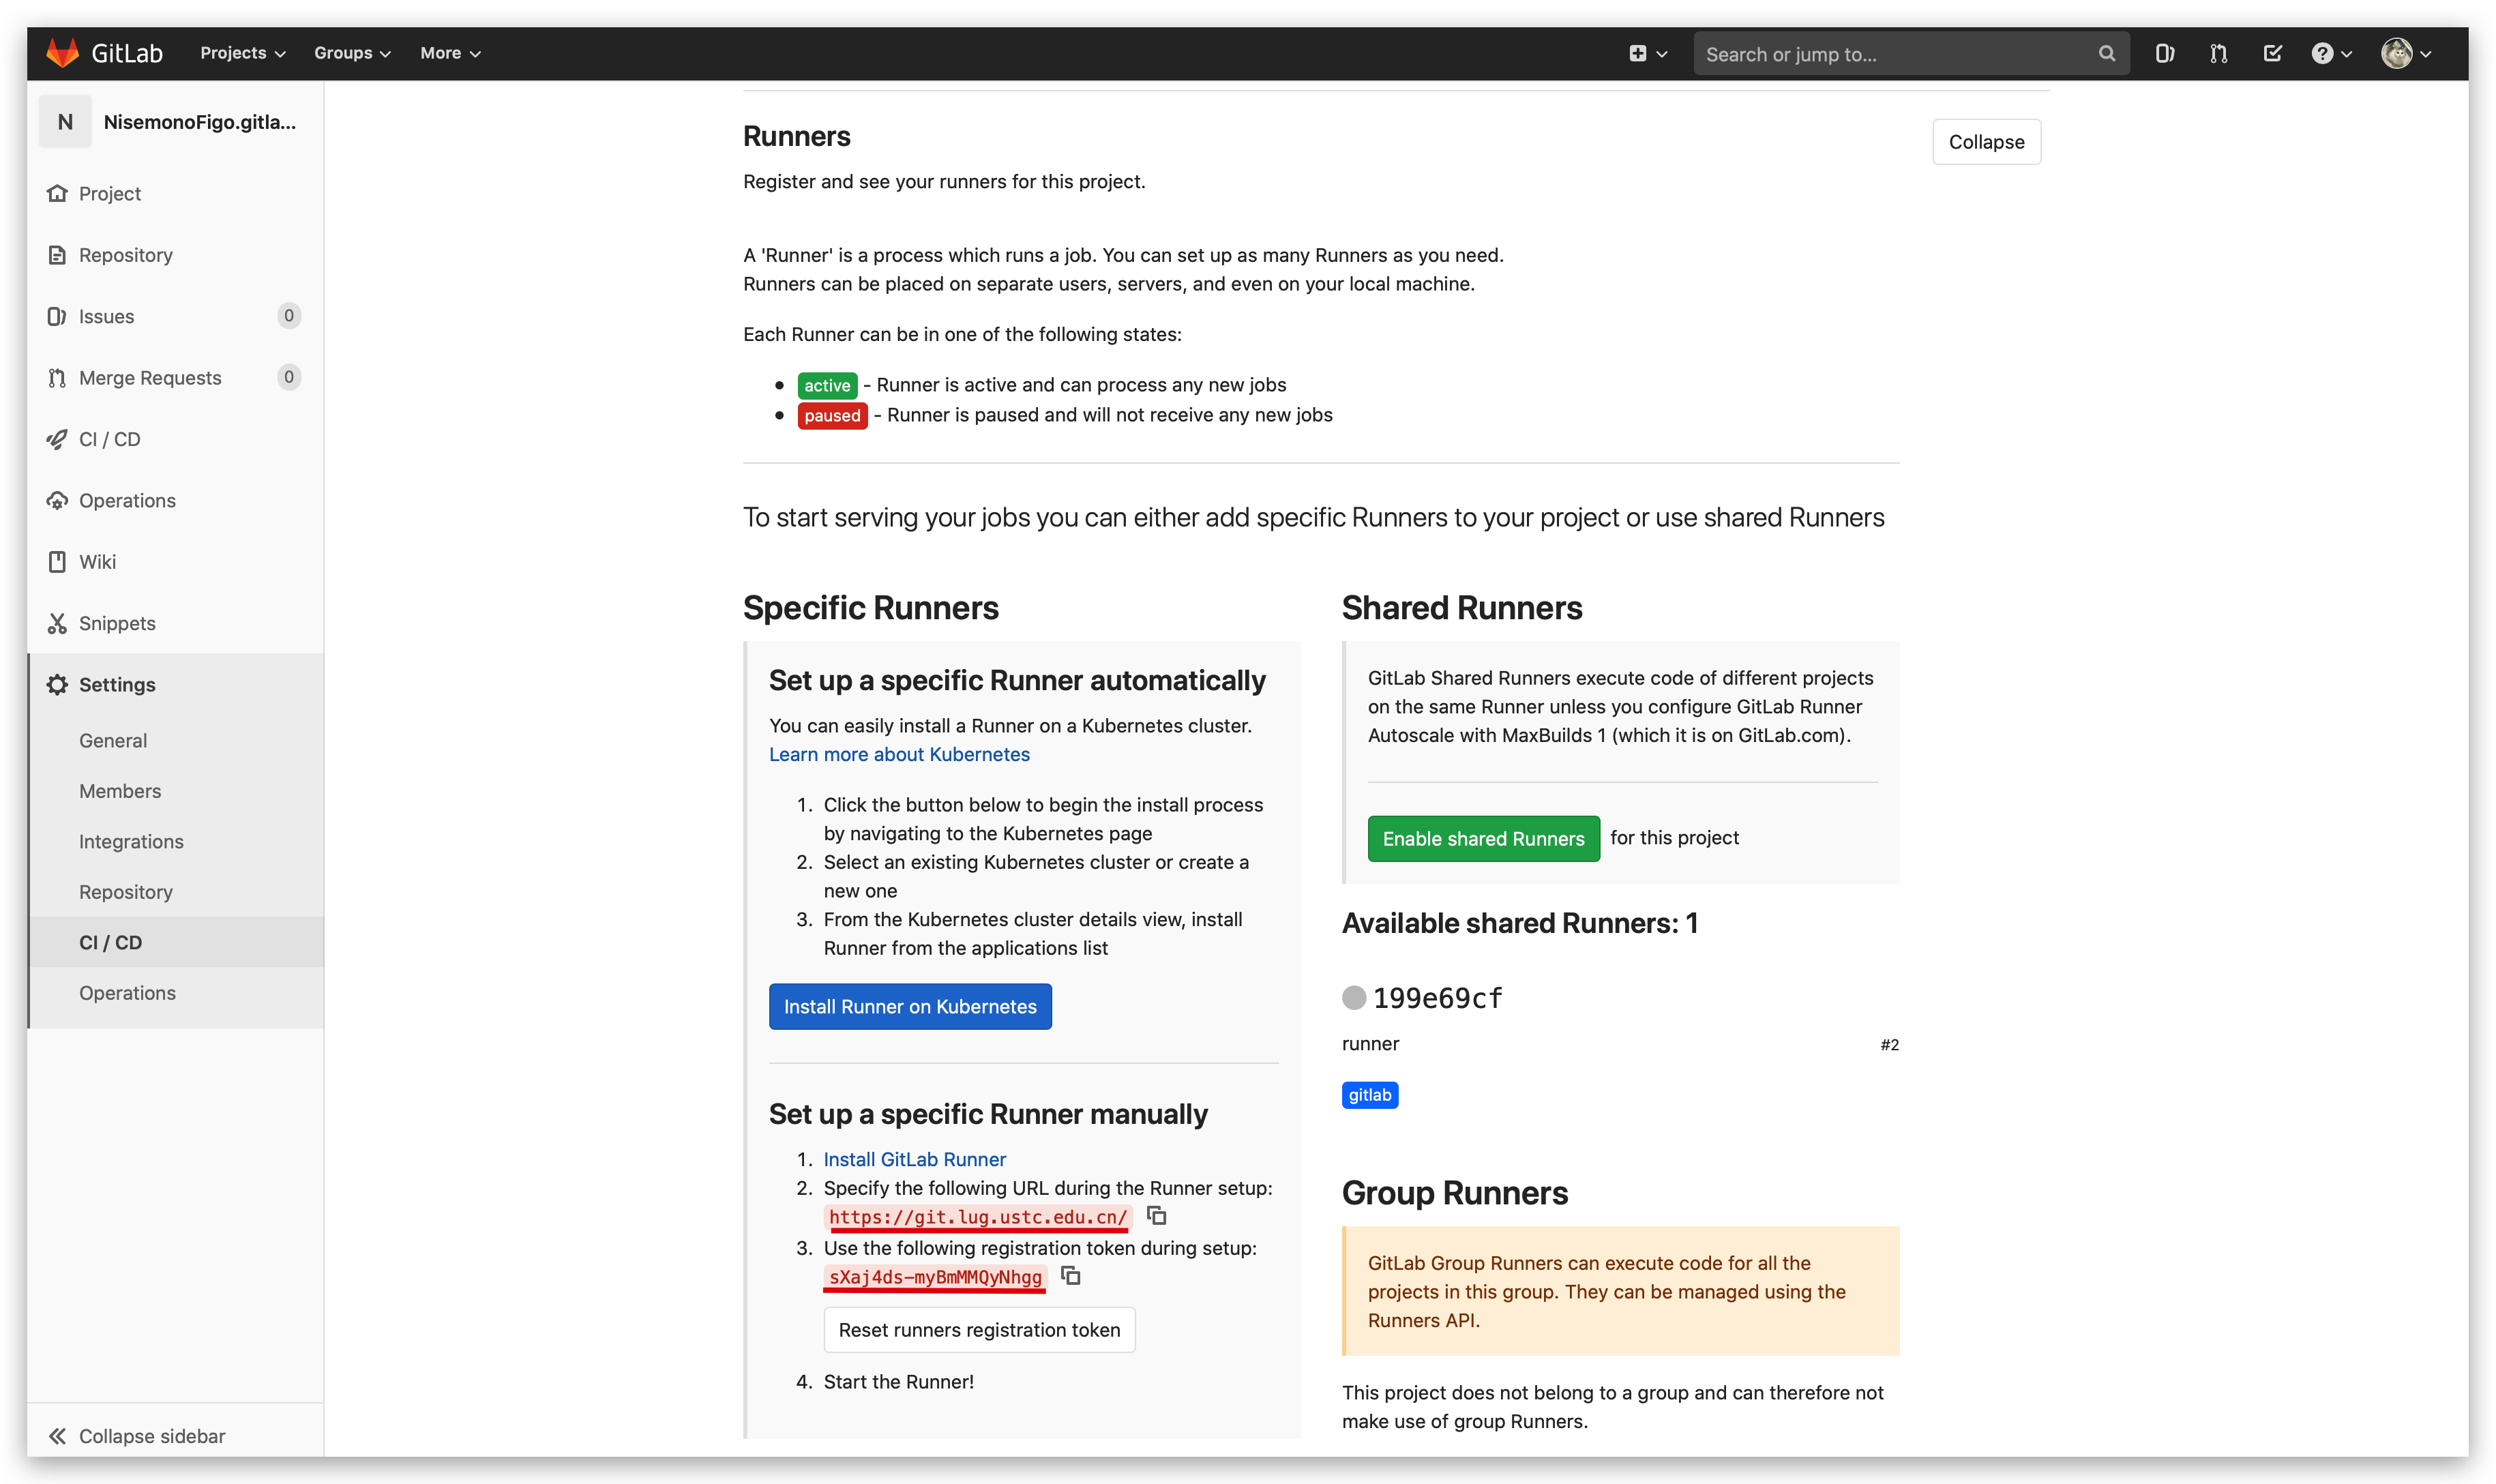 GitLab
Projects
Groups
More
Search or jump to...
N
NisemonoFigo.gitla...
Project
Repository
Issues
0
Merge Requests
0
CI / CD
Operations
Wiki
Snippets
Settings
General
Members
Integrations
Repository
CI / CD
Operations
Collapse sidebar
Runners
Collapse
Register and see your runners for this project.
A 'Runner' is a process which runs a job. You can set up as many Runners as you need.
Runners can be placed on separate users, servers, and even on your local machine.
Each Runner can be in one of the following states:
active - Runner is active and can process any new jobs
paused - Runner is paused and will not receive any new jobs
To start serving your jobs you can either add specific Runners to your project or use shared Runners
Specific Runners
Set up a specific Runner automatically
You can easily install a Runner on a Kubernetes cluster.
Learn more about Kubernetes
1. Click the button below to begin the install process
by navigating to the Kubernetes page
2. Select an existing Kubernetes cluster or create a
new one
3. From the Kubernetes cluster details view, install
Runner from the applications list
Install Runner on Kubernetes
Set up a specific Runner manually
1. Install GitLab Runner
2. Specify the following URL during the Runner setup:
https://git.lug.ustc.edu.cn/
3. Use the following registration token during setup:
sXaj4ds-myBmMMQyNhgg
Reset runners registration token
4. Start the Runner!
Shared Runners
GitLab Shared Runners execute code of different projects
on the same Runner unless you configure GitLab Runner
Autoscale with MaxBuilds 1 (which it is on GitLab.com).
Enable shared Runners for this project
Available shared Runners: 1
199e69cf
runner
#2
gitlab
Group Runners
GitLab Group Runners can execute code for all the
projects in this group. They can be managed using the
Runners API.
This project does not belong to a group and can therefore not
make use of group Runners.